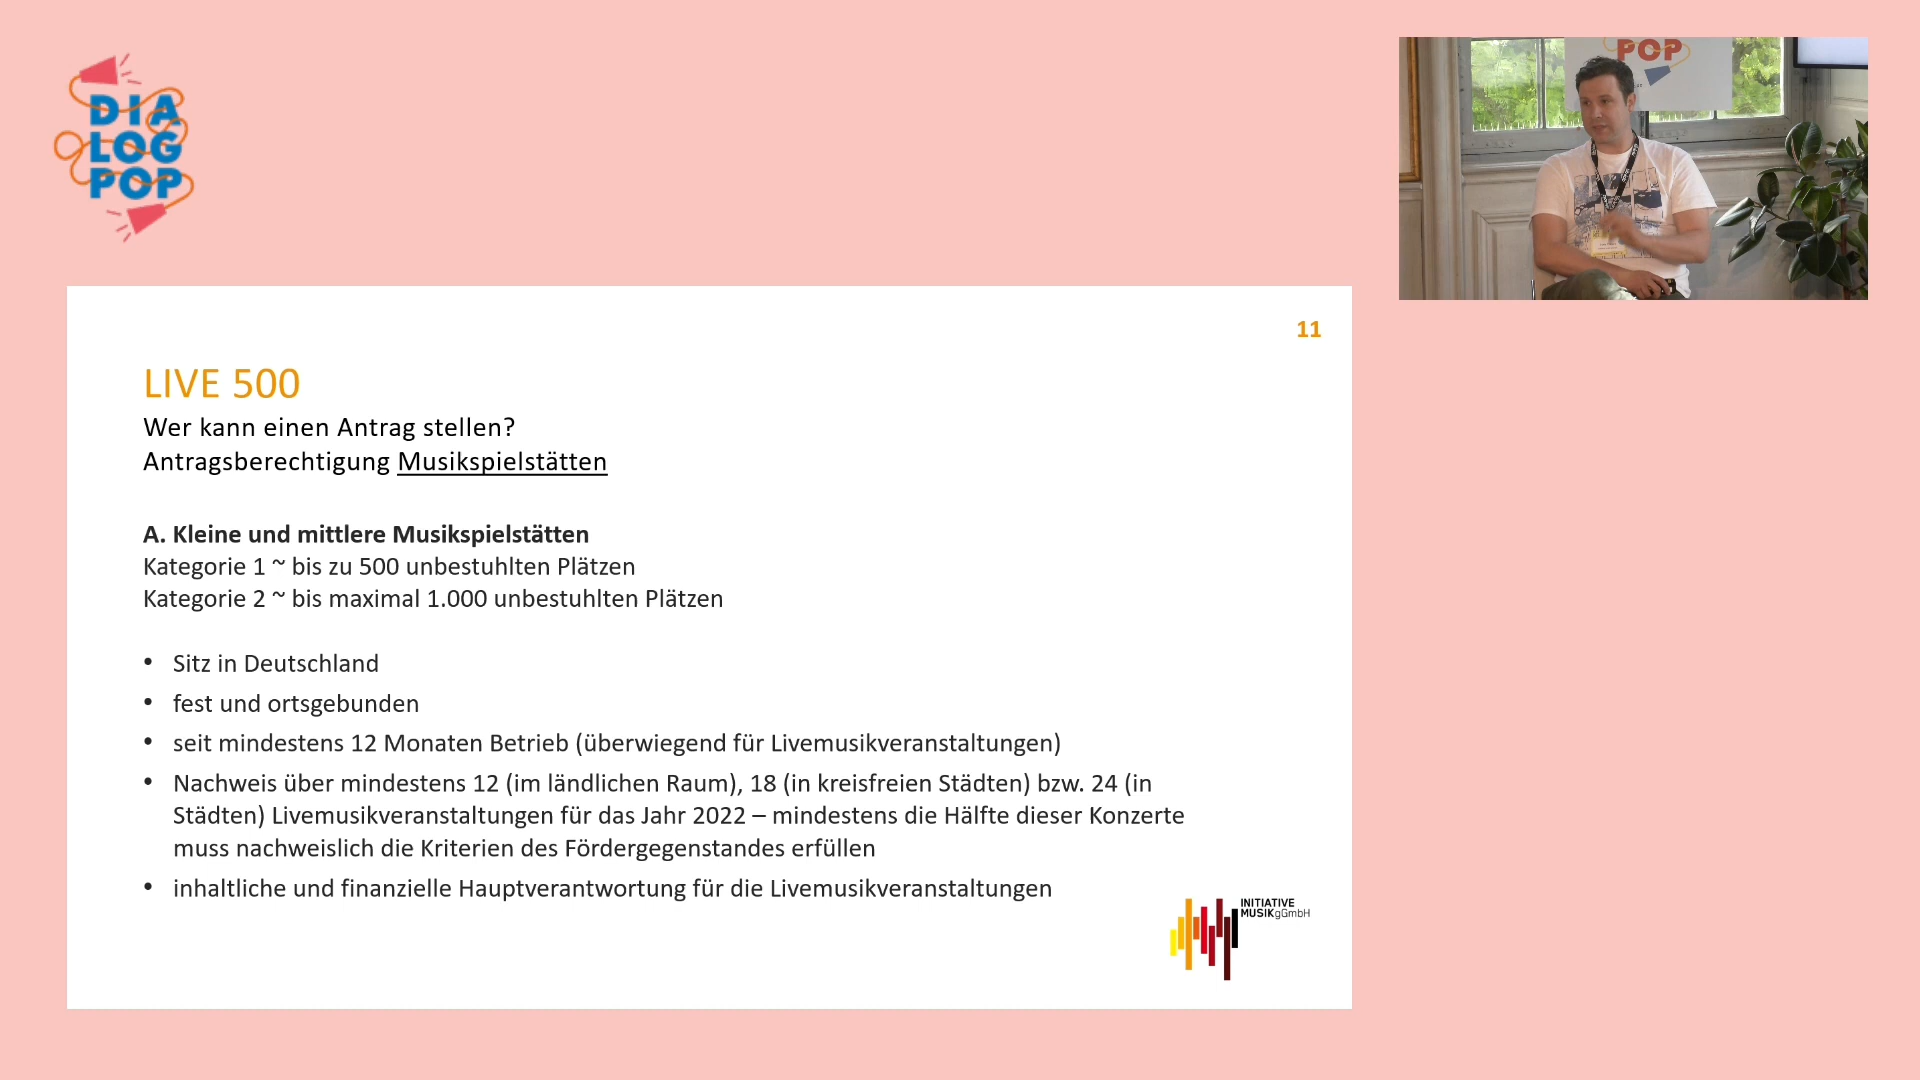 DIA
LOG
POP
POP
11
LIVE 500
Wer kann einen Antrag stellen?
Antragsberechtigung Musikspielstätten
A. Kleine und mittlere Musikspielstätten
Kategorie 1 ~ bis zu 500 unbestuhlten Plätzen
Kategorie 2 ~ bis maximal 1.000 unbestuhlten Plätzen
• Sitz in Deutschland
• fest und ortsgebunden
• seit mindestens 12 Monaten Betrieb (überwiegend für Livemusikveranstaltungen)
• Nachweis über mindestens 12 (im ländlichen Raum), 18 (in kreisfreien Städten) bzw. 24 (in
Städten) Livemusikveranstaltungen für das Jahr 2022 – mindestens die Hälfte dieser Konzerte
muss nachweislich die Kriterien des Fördergegenstandes erfüllen
• inhaltliche und finanzielle Hauptverantwortung für die Livemusikveranstaltungen
INITIATIVE
MUSIKgGmbH